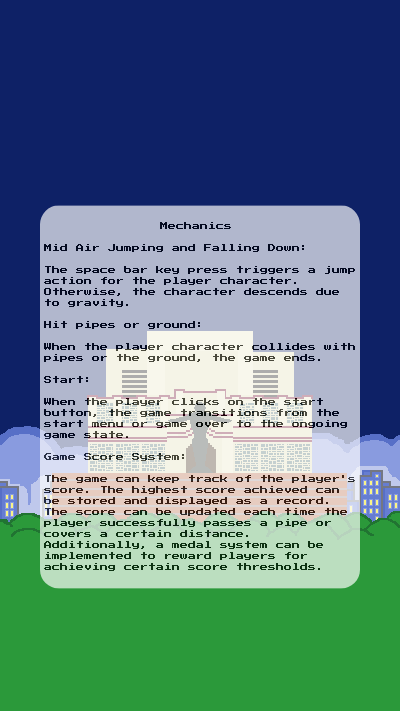 Mechanics
Mid Air Jumping and Falling Down:
The space bar key press triggers a jump
action for the player character.
Otherwise, the character descends due
to gravity.
Hit pipes or ground:
When the player character collides with
pipes or the ground, the game ends.
Start:
When the player clicks on the start
button, the game transitions from the
start menu or game over to the ongoing
game state.
Game Score System:
The game can keep track of the player's
score. The highest score achieved can
be stored and displayed as a record.
The score can be updated each time the
player successfully passes a pipe or
covers a certain distance.
Additionally, a medal system can be
implemented to reward players for
achieving certain score thresholds.